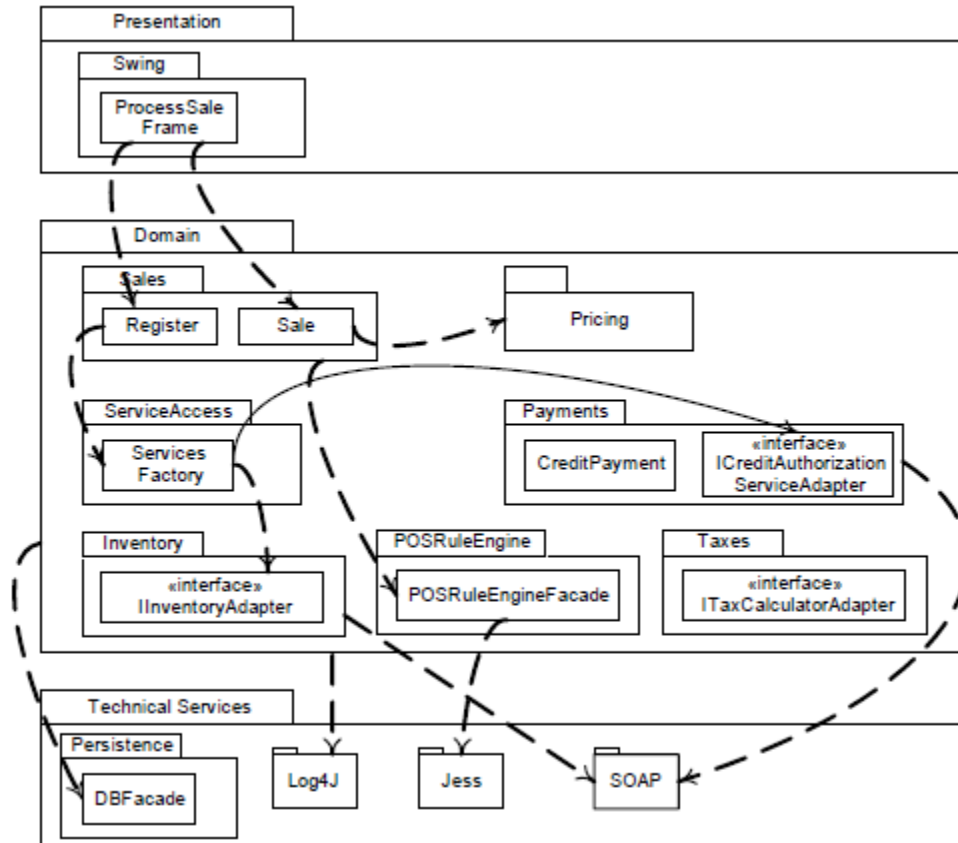 Presentation
Swing
ProcessSale
Frame
Domain
Sales
Register
Sale
Pricing
ServiceAccess
Services
Factory
Payments
CreditPayment
«interface»
ICreditAuthorization
ServiceAdapter
Inventory
«interface»
IInventoryAdapter
POSRuleEngine
POSRuleEngineFacade
Taxes
«interface»
ITaxCalculatorAdapter
Technical Services
Persistence
DBFacade
Log4J
Jess
SOAP